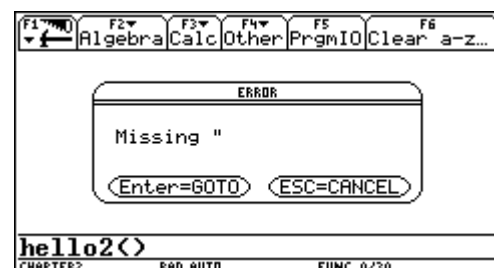 F1 F2 F3 F4 F5 F6
Algebra Calc Other PrgmIO Clear a-z...
ERROR
Missing "
Enter=GOTO ESC=CANCEL
hello2()
CHAPTER2 RAD AUTO FUNC 0/30